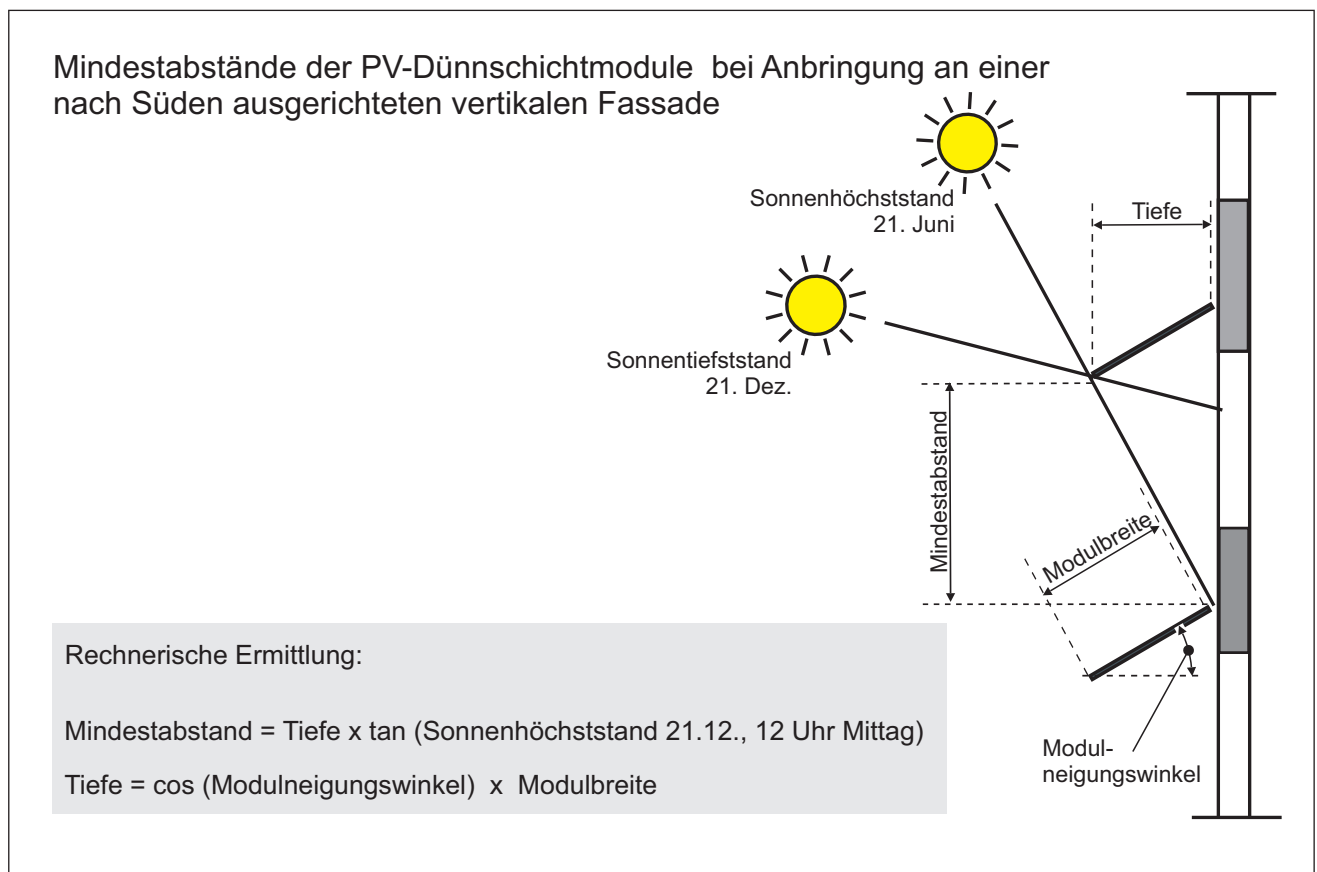 Mindestabstände der PV-Dünnschichtmodule bei Anbringung an einer
nach Süden ausgerichteten vertikalen Fassade
Sonnenhöchststand
21. Juni
Tiefe
Sonnentiefststand
21. Dez.
Mindestabstand
Modulbreite
Rechnerische Ermittlung:
Mindestabstand = Tiefe x tan (Sonnenhöchststand 21.12., 12 Uhr Mittag)
Tiefe = cos (Modulneigungswinkel) x Modulbreite
Modul-
neigungswinkel